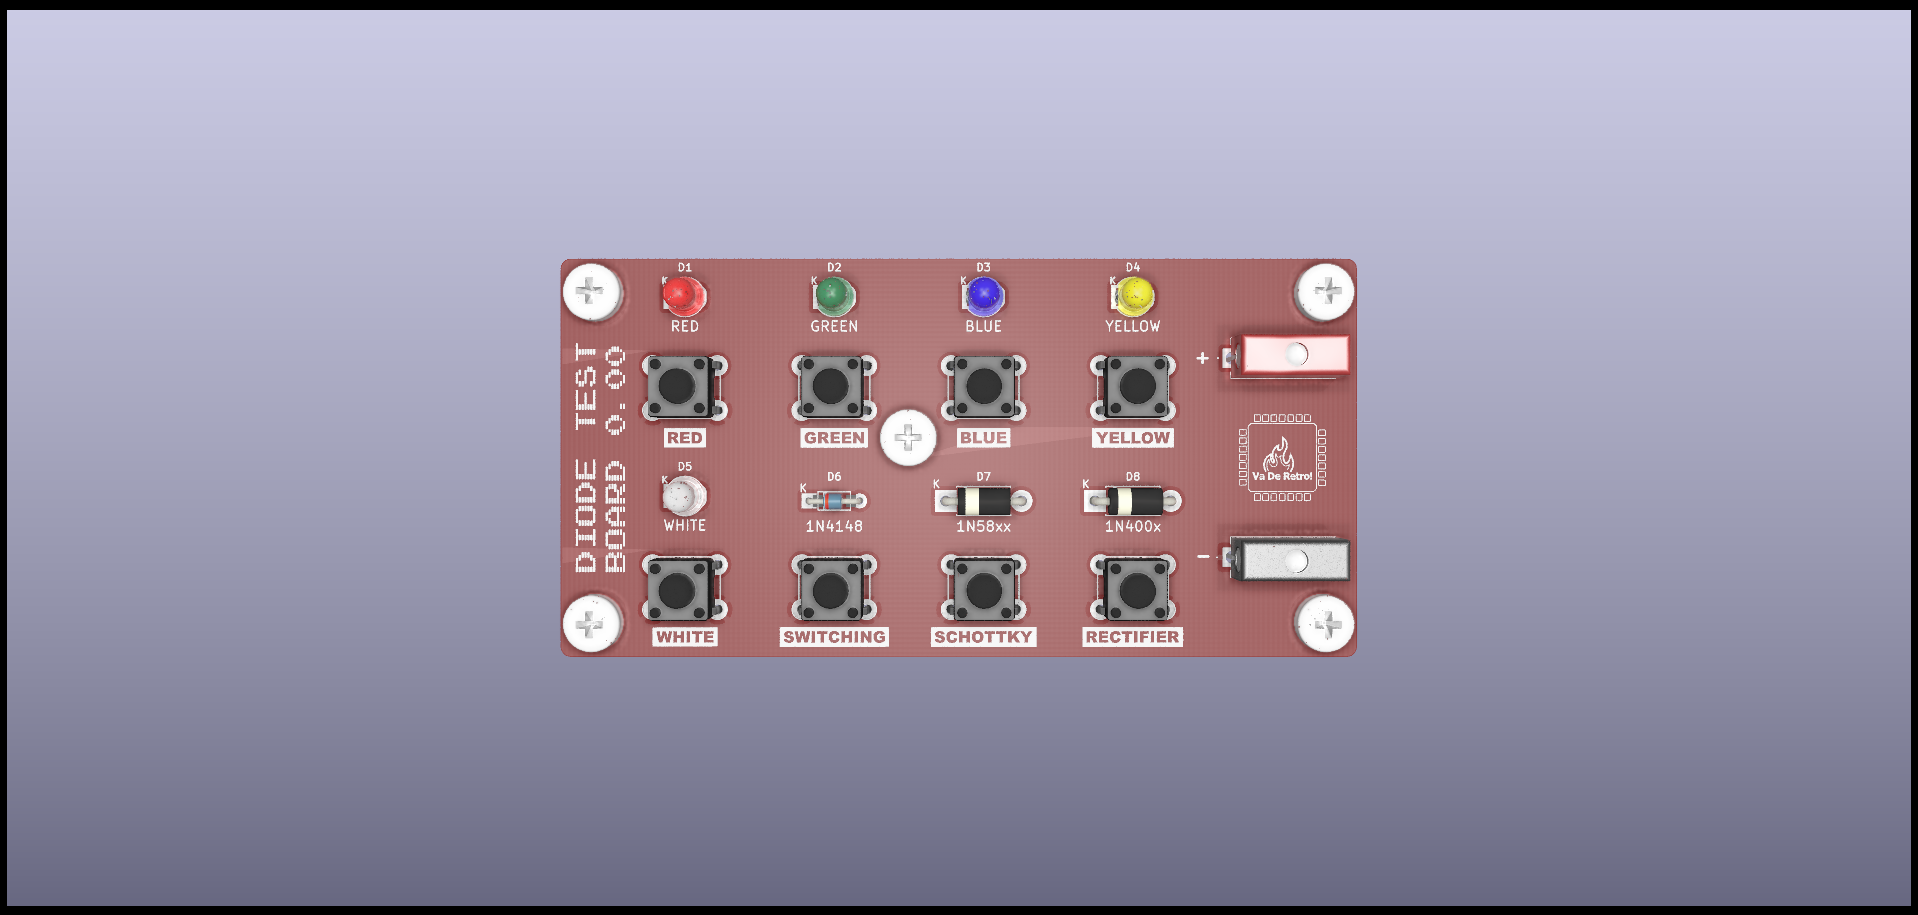 D1
D2
D3
D4
K
K
K
K
RED
GREEN
BLUE
YELLOW
+
RED
GREEN
BLUE
YELLOW
DIODE TEST
BOARD 0.00
D5
D6
D7
D8
K
K
K
K
WHITE
1N4148
1N58xx
1N400x
Va De Retro!
-
WHITE
SWITCHING
SCHOTTKY
RECTIFIER